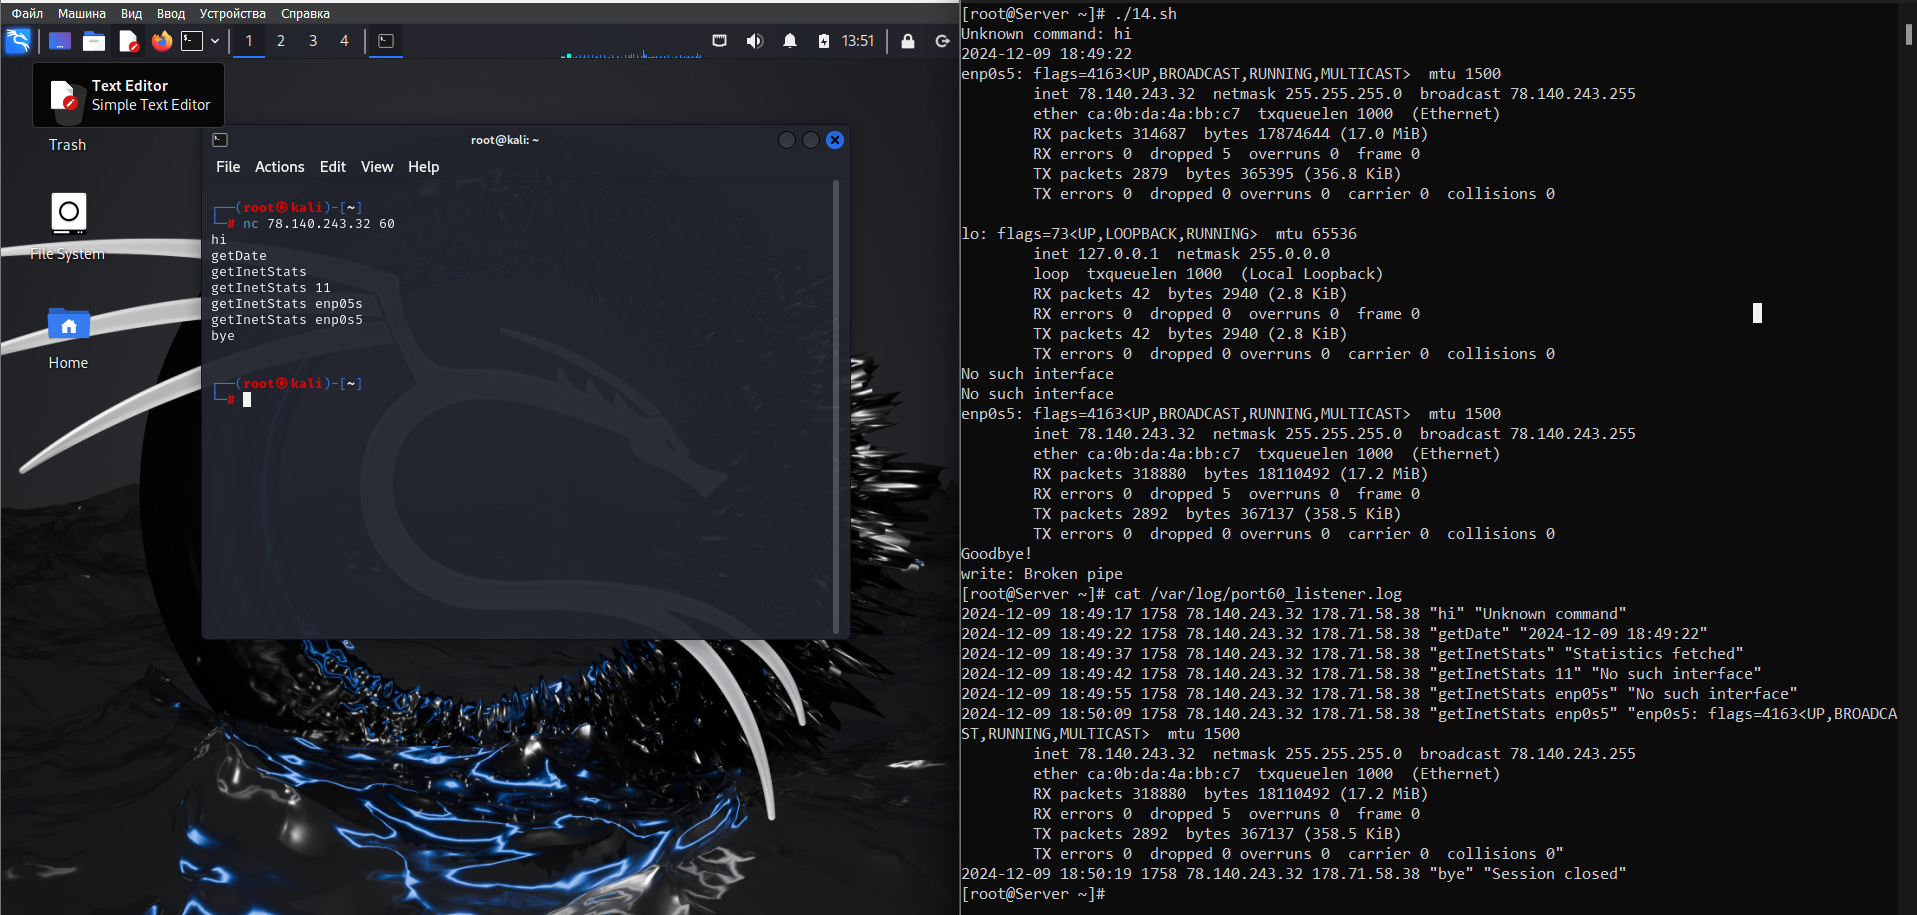 Файл Машина Вид Ввод Устройства Справка
1 2 3 4 13:51
Text Editor
Simple Text Editor
Trash
File System
Home
root@kali: ~
File Actions Edit View Help
┌──(root㉿kali)-[~]
└─# nc 78.140.243.32 60
hi
getDate
getInetStats
getInetStats 11
getInetStats enp05s
getInetStats enp0s5
bye
┌──(root㉿kali)-[~]
└─#
[root@Server ~]# ./14.sh
Unknown command: hi
2024-12-09 18:49:22
enp0s5: flags=4163<UP,BROADCAST,RUNNING,MULTICAST>  mtu 1500
        inet 78.140.243.32  netmask 255.255.255.0  broadcast 78.140.243.255
        ether ca:0b:da:4a:bb:c7  txqueuelen 1000  (Ethernet)
        RX packets 314687  bytes 17874644 (17.0 MiB)
        RX errors 0  dropped 5  overruns 0  frame 0
        TX packets 2879  bytes 365395 (356.8 KiB)
        TX errors 0  dropped 0 overruns 0  carrier 0  collisions 0
lo: flags=73<UP,LOOPBACK,RUNNING>  mtu 65536
        inet 127.0.0.1  netmask 255.0.0.0
        loop  txqueuelen 1000  (Local Loopback)
        RX packets 42  bytes 2940 (2.8 KiB)
        RX errors 0  dropped 0  overruns 0  frame 0
        TX packets 42  bytes 2940 (2.8 KiB)
        TX errors 0  dropped 0 overruns 0  carrier 0  collisions 0
No such interface
No such interface
enp0s5: flags=4163<UP,BROADCAST,RUNNING,MULTICAST>  mtu 1500
        inet 78.140.243.32  netmask 255.255.255.0  broadcast 78.140.243.255
        ether ca:0b:da:4a:bb:c7  txqueuelen 1000  (Ethernet)
        RX packets 318880  bytes 18110492 (17.2 MiB)
        RX errors 0  dropped 5  overruns 0  frame 0
        TX packets 2892  bytes 367137 (358.5 KiB)
        TX errors 0  dropped 0 overruns 0  carrier 0  collisions 0
Goodbye!
write: Broken pipe
[root@Server ~]# cat /var/log/port60_listener.log
2024-12-09 18:49:17 1758 78.140.243.32 178.71.58.38 "hi" "Unknown command"
2024-12-09 18:49:22 1758 78.140.243.32 178.71.58.38 "getDate" "2024-12-09 18:49:22"
2024-12-09 18:49:37 1758 78.140.243.32 178.71.58.38 "getInetStats" "Statistics fetched"
2024-12-09 18:49:42 1758 78.140.243.32 178.71.58.38 "getInetStats 11" "No such interface"
2024-12-09 18:49:55 1758 78.140.243.32 178.71.58.38 "getInetStats enp05s" "No such interface"
2024-12-09 18:50:09 1758 78.140.243.32 178.71.58.38 "getInetStats enp0s5" "enp0s5: flags=4163<UP,BROADCA
ST,RUNNING,MULTICAST>  mtu 1500
        inet 78.140.243.32  netmask 255.255.255.0  broadcast 78.140.243.255
        ether ca:0b:da:4a:bb:c7  txqueuelen 1000  (Ethernet)
        RX packets 318880  bytes 18110492 (17.2 MiB)
        RX errors 0  dropped 5  overruns 0  frame 0
        TX packets 2892  bytes 367137 (358.5 KiB)
        TX errors 0  dropped 0 overruns 0  carrier 0  collisions 0"
2024-12-09 18:50:19 1758 78.140.243.32 178.71.58.38 "bye" "Session closed"
[root@Server ~]#